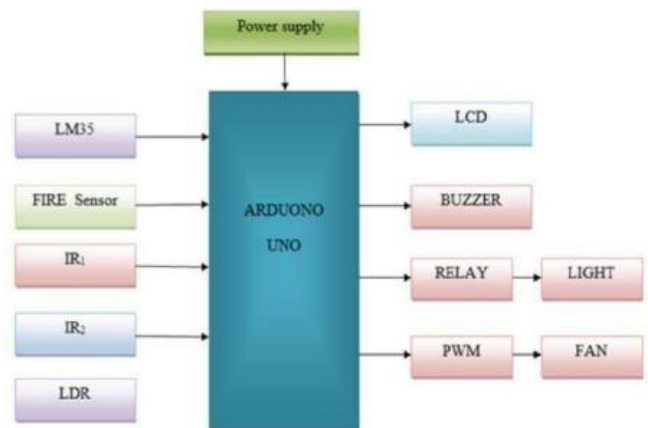 Power supply
LM35
FIRE Sensor
IR₁
IR₂
LDR
ARDUONO
UNO
LCD
BUZZER
RELAY
LIGHT
PWM
FAN